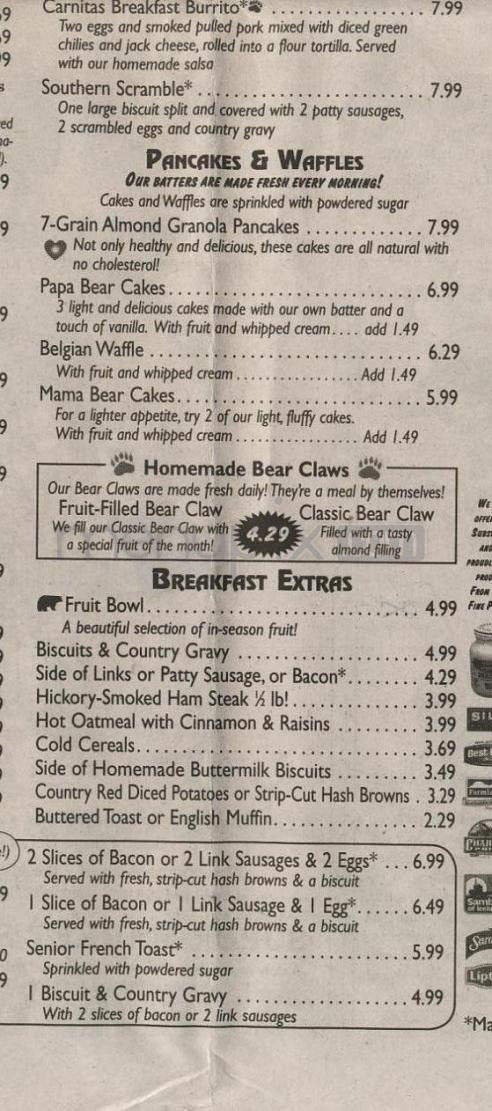 Carnitas Breakfast Burrito* ................ 7.99
Two eggs and smoked pulled pork mixed with diced green
chilies and jack cheese, rolled into a flour tortilla. Served
with our homemade salsa
Southern Scramble* ........................ 7.99
One large biscuit split and covered with 2 patty sausages,
2 scrambled eggs and country gravy
PANCAKES & WAFFLES
OUR BATTERS ARE MADE FRESH EVERY MORNING!
Cakes and Waffles are sprinkled with powdered sugar
7-Grain Almond Granola Pancakes ............ 7.99
Not only healthy and delicious, these cakes are all natural with
no cholesterol!
Papa Bear Cakes.......................... 6.99
3 light and delicious cakes made with our own batter and a
touch of vanilla. With fruit and whipped cream.... add 1.49
Belgian Waffle ............................ 6.29
With fruit and whipped cream ................ Add 1.49
Mama Bear Cakes......................... 5.99
For a lighter appetite, try 2 of our light, fluffy cakes.
With fruit and whipped cream ................ Add 1.49
Homemade Bear Claws
Our Bear Claws are made fresh daily! They're a meal by themselves!
Fruit-Filled Bear Claw
We fill our Classic Bear Claw with
a special fruit of the month!
4.29
Classic Bear Claw
Filled with a tasty
almond filling
BREAKFAST EXTRAS
Fruit Bowl............................ 4.99
A beautiful selection of in-season fruit!
Biscuits & Country Gravy .................. 4.99
Side of Links or Patty Sausage, or Bacon*....... 4.29
Hickory-Smoked Ham Steak ½ lb!............. 3.99
Hot Oatmeal with Cinnamon & Raisins ......... 3.99
Cold Cereals............................ 3.69
Side of Homemade Buttermilk Biscuits ........ 3.49
Country Red Diced Potatoes or Strip-Cut Hash Browns . 3.29
Buttered Toast or English Muffin.............. 2.29
2 Slices of Bacon or 2 Link Sausages & 2 Eggs* ... 6.99
Served with fresh, strip-cut hash browns & a biscuit
1 Slice of Bacon or 1 Link Sausage & 1 Egg*...... 6.49
Served with fresh, strip-cut hash browns & a biscuit
Senior French Toast* ...................... 5.99
Sprinkled with powdered sugar
1 Biscuit & Country Gravy .................. 4.99
With 2 slices of bacon or 2 link sausages